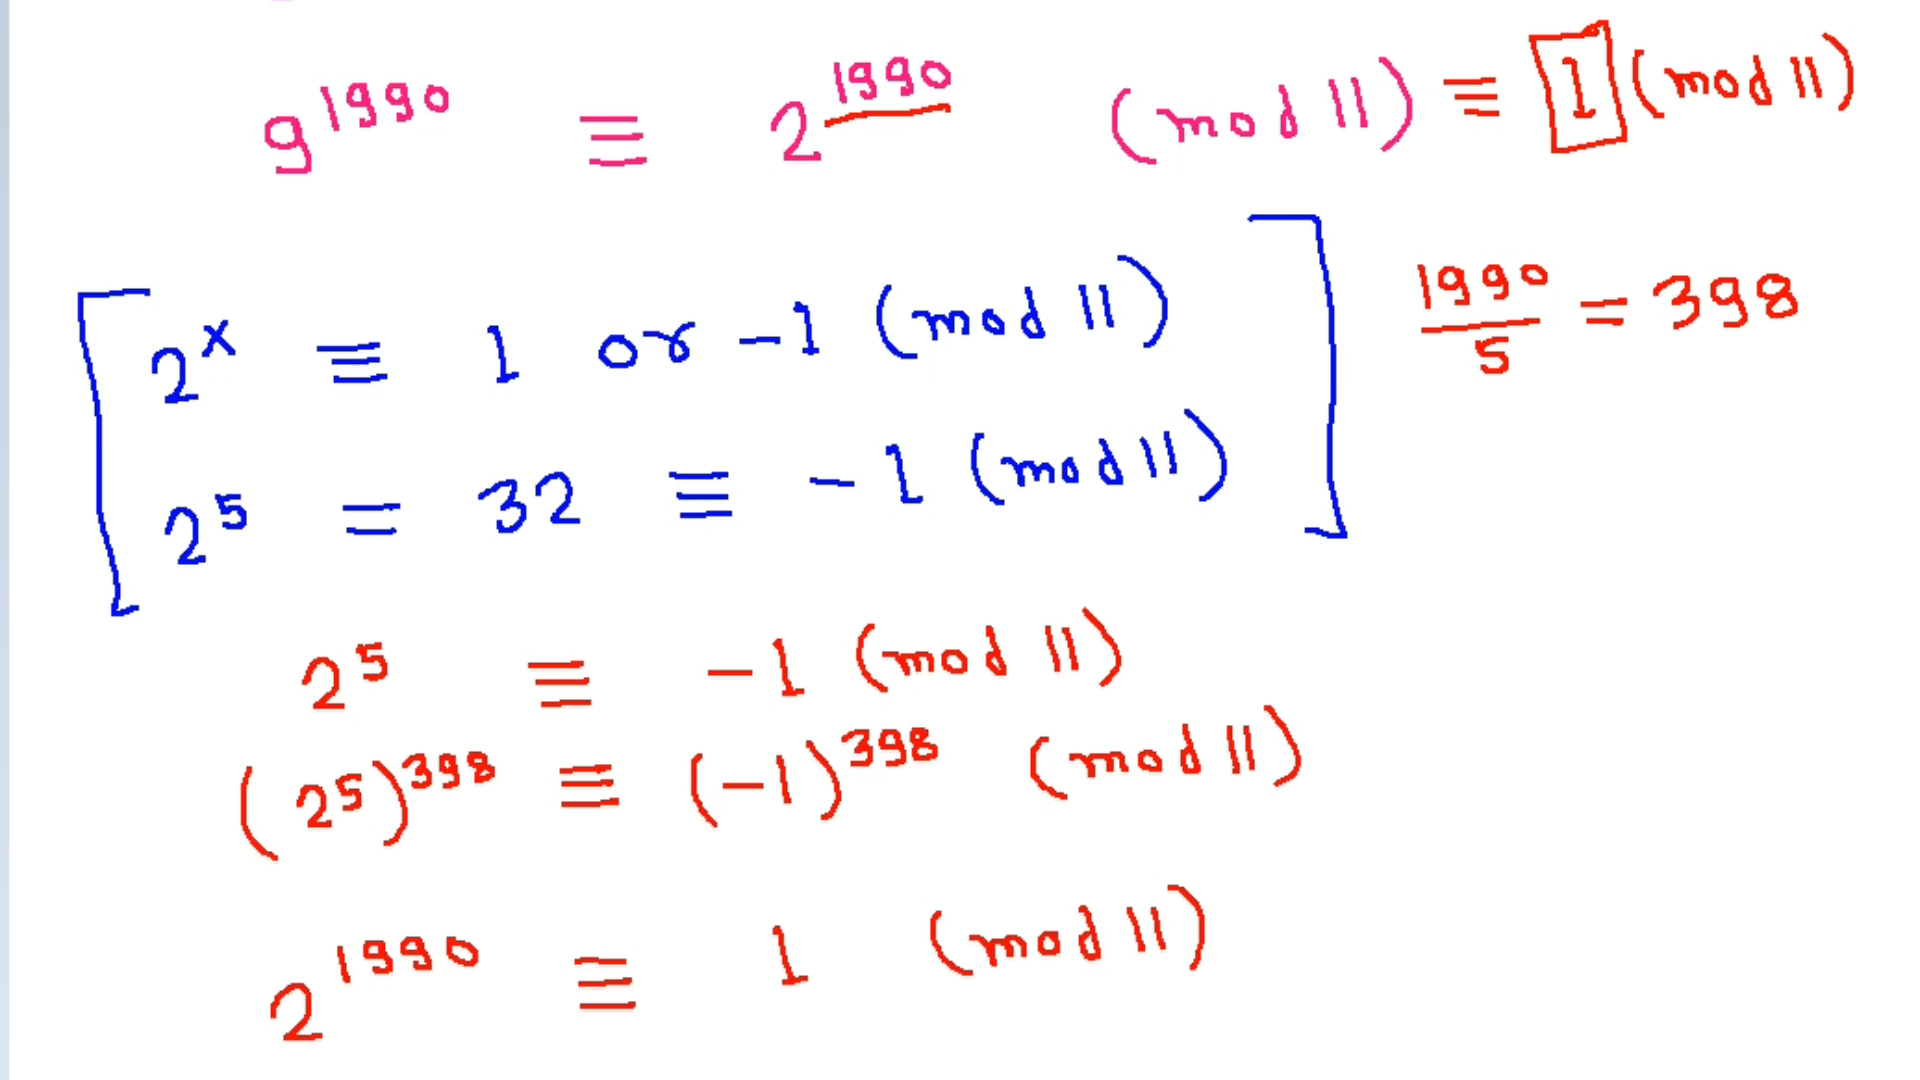 9^1990 ≡ 2^1990 (mod 11) ≡ 1 (mod 11)
2^x ≡ 1 or -1 (mod 11)
2^5 = 32 ≡ -1 (mod 11)
1990/5 = 398
2^5 ≡ -1 (mod 11)
(2^5)^398 ≡ (-1)^398 (mod 11)
2^1990 ≡ 1 (mod 11)